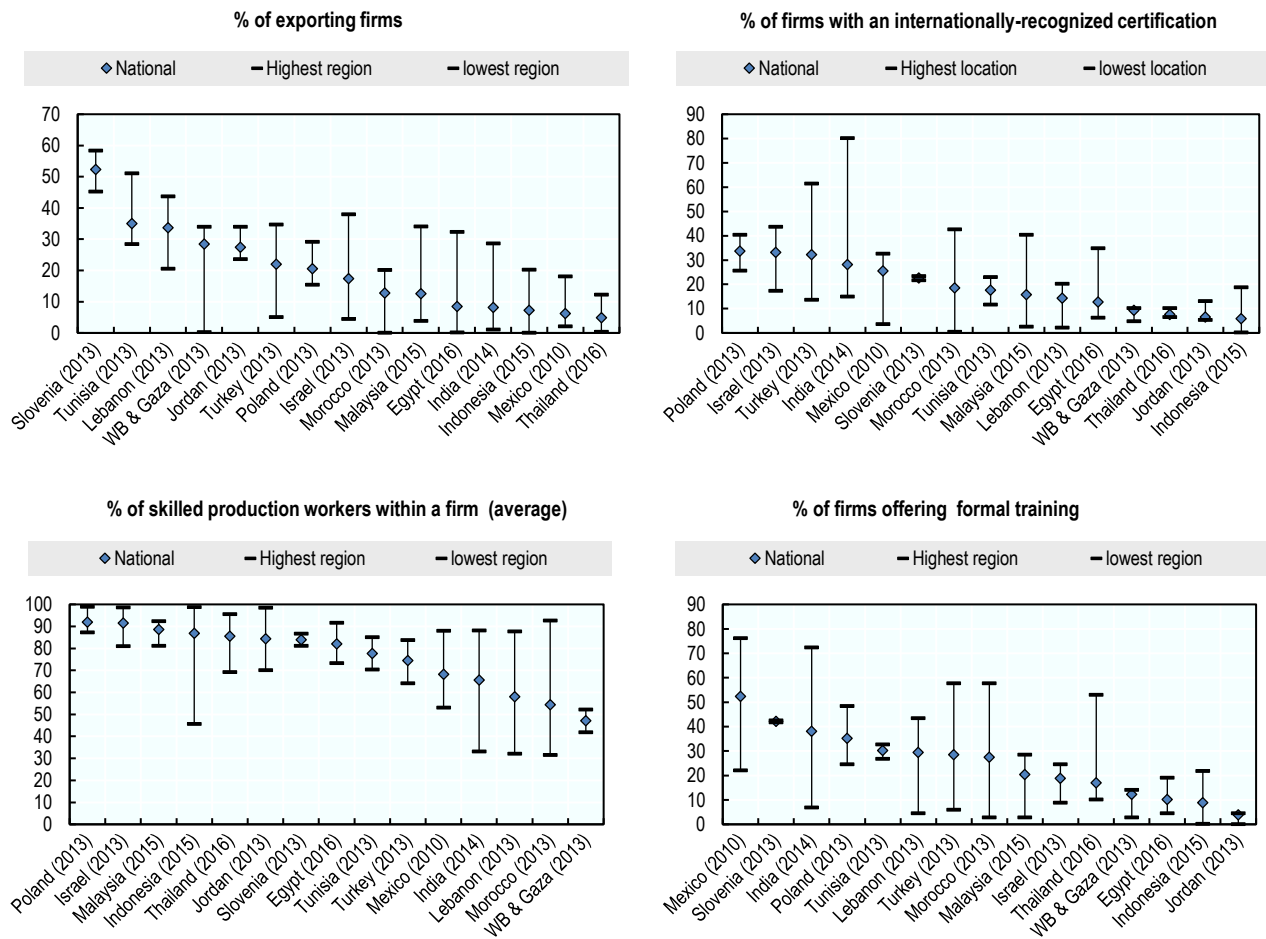 % of exporting firms
National Highest region lowest region
70
60
50
40
30
20
10
0
Slovenia (2013)
Tunisia (2013)
Lebanon (2013)
WB & Gaza (2013)
Jordan (2013)
Turkey (2013)
Poland (2013)
Israel (2013)
Morocco (2013)
Malaysia (2015)
Egypt (2016)
India (2014)
Indonesia (2015)
Mexico (2010)
Thailand (2016)
% of firms with an internationally-recognized certification
National Highest location lowest location
90
80
70
60
50
40
30
20
10
0
Poland (2013)
Israel (2013)
Turkey (2013)
India (2014)
Mexico (2010)
Slovenia (2013)
Morocco (2013)
Tunisia (2013)
Malaysia (2015)
Lebanon (2013)
Egypt (2016)
WB & Gaza (2013)
Thailand (2016)
Jordan (2013)
Indonesia (2015)
% of skilled production workers within a firm (average)
National Highest region lowest region
100
90
80
70
60
50
40
30
20
10
0
Poland (2013)
Israel (2013)
Malaysia (2015)
Indonesia (2015)
Thailand (2016)
Jordan (2013)
Slovenia (2013)
Egypt (2016)
Tunisia (2013)
Turkey (2013)
Mexico (2010)
India (2014)
Lebanon (2013)
Morocco (2013)
WB & Gaza (2013)
% of firms offering formal training
National Highest region lowest region
90
80
70
60
50
40
30
20
10
0
Mexico (2010)
Slovenia (2013)
India (2014)
Poland (2013)
Tunisia (2013)
Lebanon (2013)
Turkey (2013)
Morocco (2013)
Malaysia (2015)
Israel (2013)
Thailand (2016)
WB & Gaza (2013)
Egypt (2016)
Indonesia (2015)
Jordan (2013)